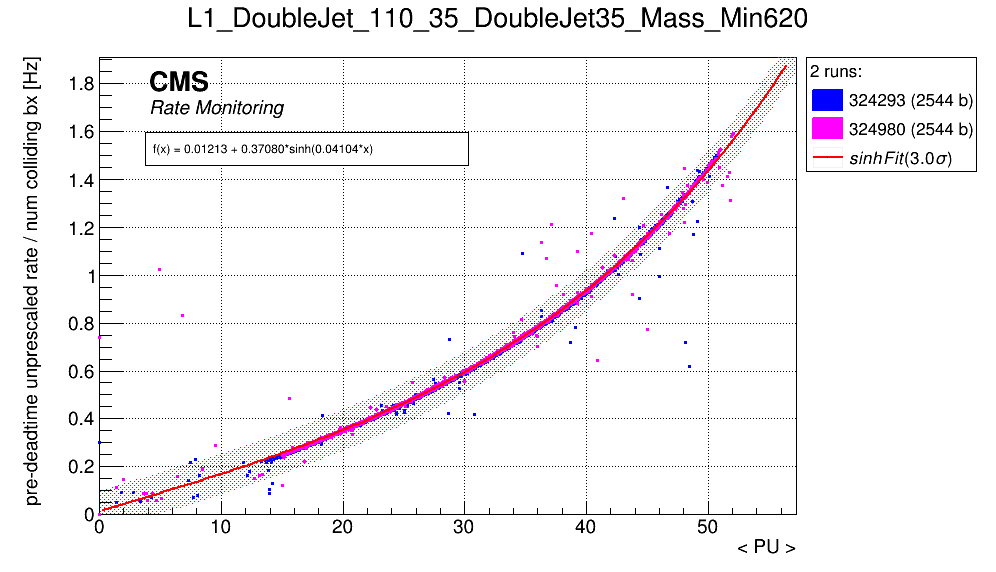 L1_DoubleJet_110_35_DoubleJet35_Mass_Min620
pre-deadtime unprescaled rate / num colliding bx [Hz]
CMS
Rate Monitoring
f(x) = 0.01213 + 0.37080*sinh(0.04104*x)
2 runs:
324293 (2544 b)
324980 (2544 b)
sinhFit(3.0σ)
1.8
1.6
1.4
1.2
1
0.8
0.6
0.4
0.2
0
0 10 20 30 40 50
< PU >